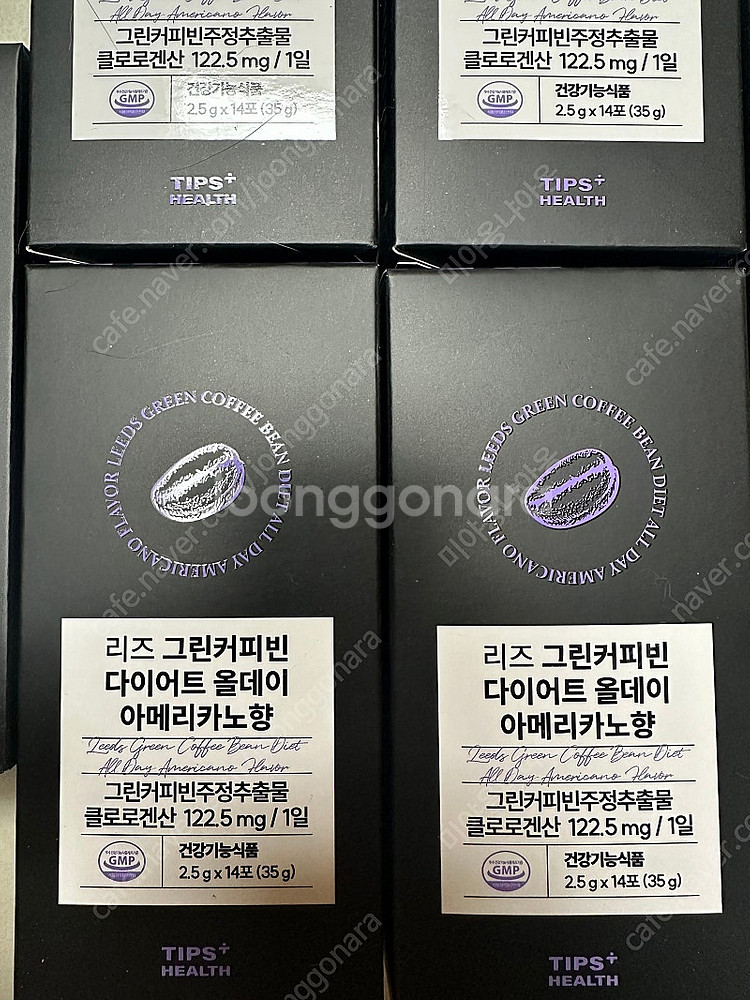 All Day Americano Flavor
그린커피빈주정추출물
클로로겐산 122.5 mg / 1일
GMP
건강기능식품
2.5 g x 14포 (35 g)
TIPS+
HEALTH
All Day Americano Flavor
그린커피빈주정추출물
클로로겐산 122.5 mg / 1일
GMP
건강기능식품
2.5 g x 14포 (35 g)
TIPS+
HEALTH
LEEDS GREEN COFFEE BEAN DIET ALL DAY AMERICANO FLAVOR
리즈 그린커피빈
다이어트 올데이
아메리카노향
Leeds Green Coffee Bean Diet
All Day Americano Flavor
그린커피빈주정추출물
클로로겐산 122.5 mg / 1일
GMP
건강기능식품
2.5 g x 14포 (35 g)
TIPS+
HEALTH
LEEDS GREEN COFFEE BEAN DIET ALL DAY AMERICANO FLAVOR
리즈 그린커피빈
다이어트 올데이
아메리카노향
Leeds Green Coffee Bean Diet
All Day Americano Flavor
그린커피빈주정추출물
클로로겐산 122.5 mg / 1일
GMP
건강기능식품
2.5 g x 14포 (35 g)
TIPS+
HEALTH
joonggonara
cafe.naver.com/joonggonara